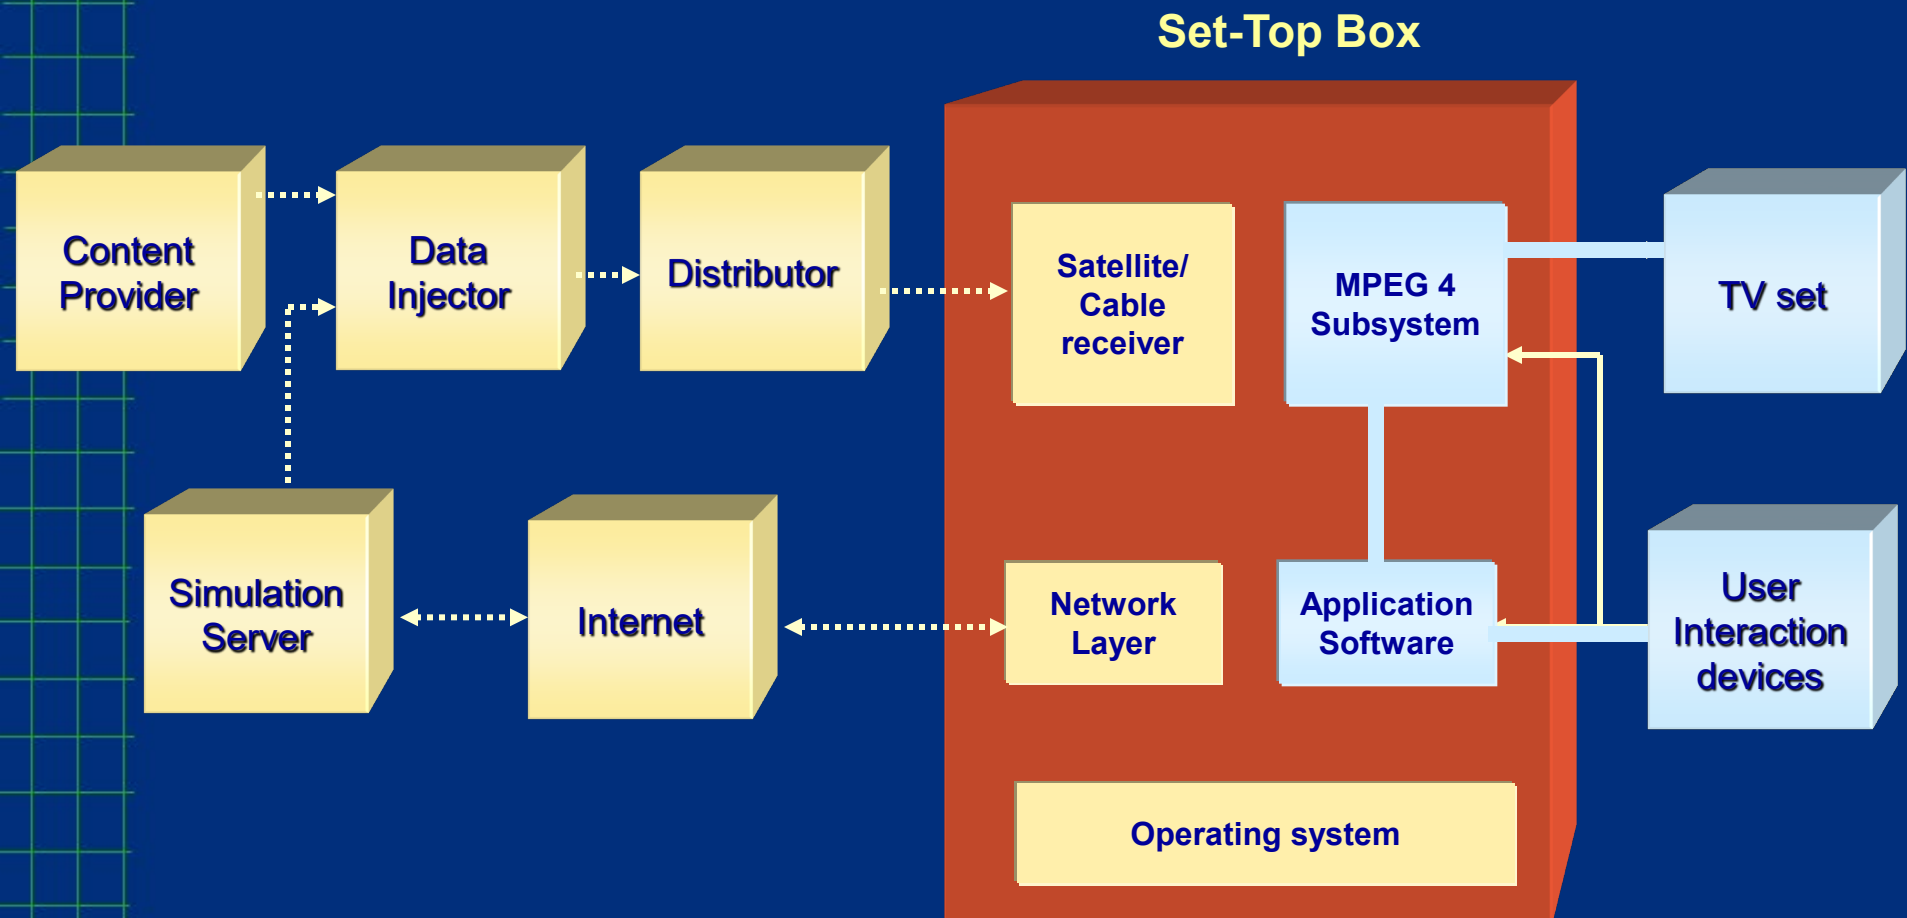 Set-Top Box
Content
Provider
Data
Injector
Distributor
Satellite/
Cable
receiver
MPEG 4
Subsystem
TV set
Simulation
Server
Internet
Network
Layer
Application
Software
User
Interaction
devices
Operating system